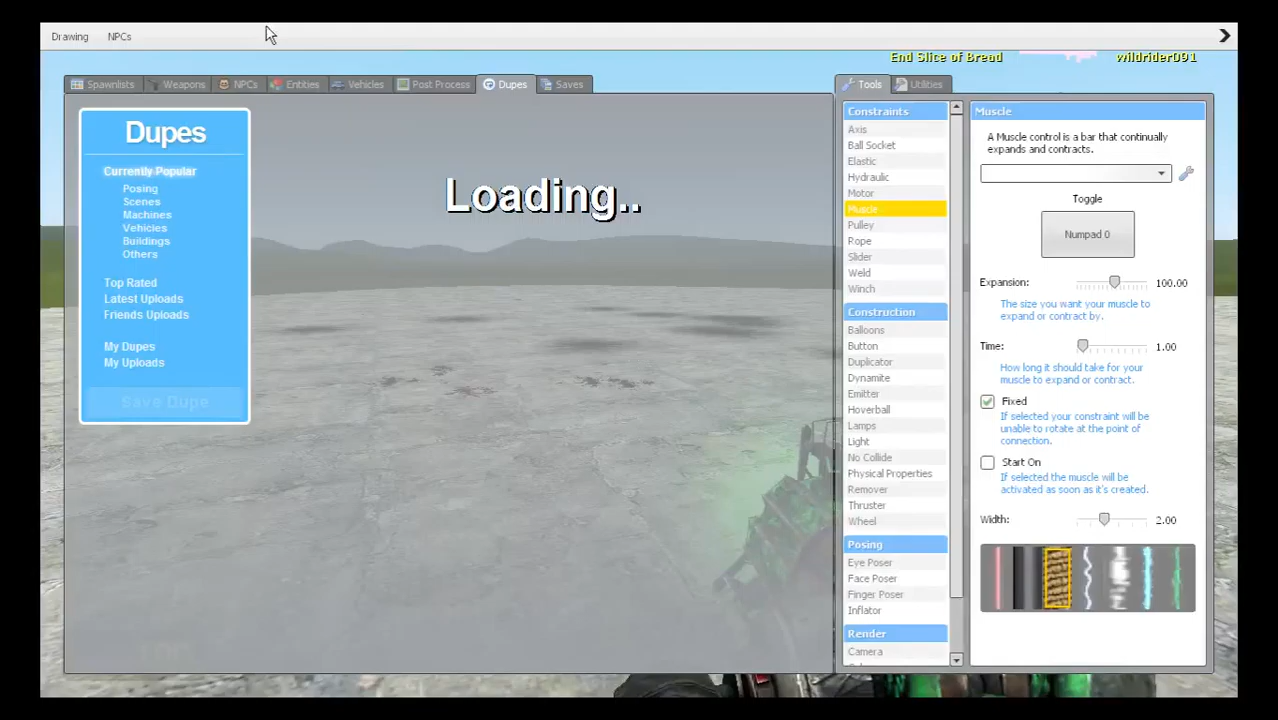 Drawing NPCs
End Slice of Bread wildrider091
Spawnlists Weapons NPCs Entities Vehicles Post Process Dupes Saves
Dupes
Currently Popular
Posing
Scenes
Machines
Vehicles
Buildings
Others
Top Rated
Latest Uploads
Friends Uploads
My Dupes
My Uploads
Save Dupe
Loading..
Tools Utilities
Constraints
Axis
Ball Socket
Elastic
Hydraulic
Motor
Muscle
Pulley
Rope
Slider
Weld
Winch
Construction
Balloons
Button
Duplicator
Dynamite
Emitter
Hoverball
Lamps
Light
No Collide
Physical Properties
Remover
Thruster
Wheel
Posing
Eye Poser
Face Poser
Finger Poser
Inflator
Render
Camera
Muscle
A Muscle control is a bar that continually
expands and contracts.
Toggle
Numpad 0
Expansion: 100.00
The size you want your muscle to
expand or contract by.
Time: 1.00
How long it should take for your
muscle to expand or contract.
Fixed
If selected your constraint will be
unable to rotate at the point of
connection.
Start On
If selected the muscle will be
activated as soon as it's created.
Width: 2.00